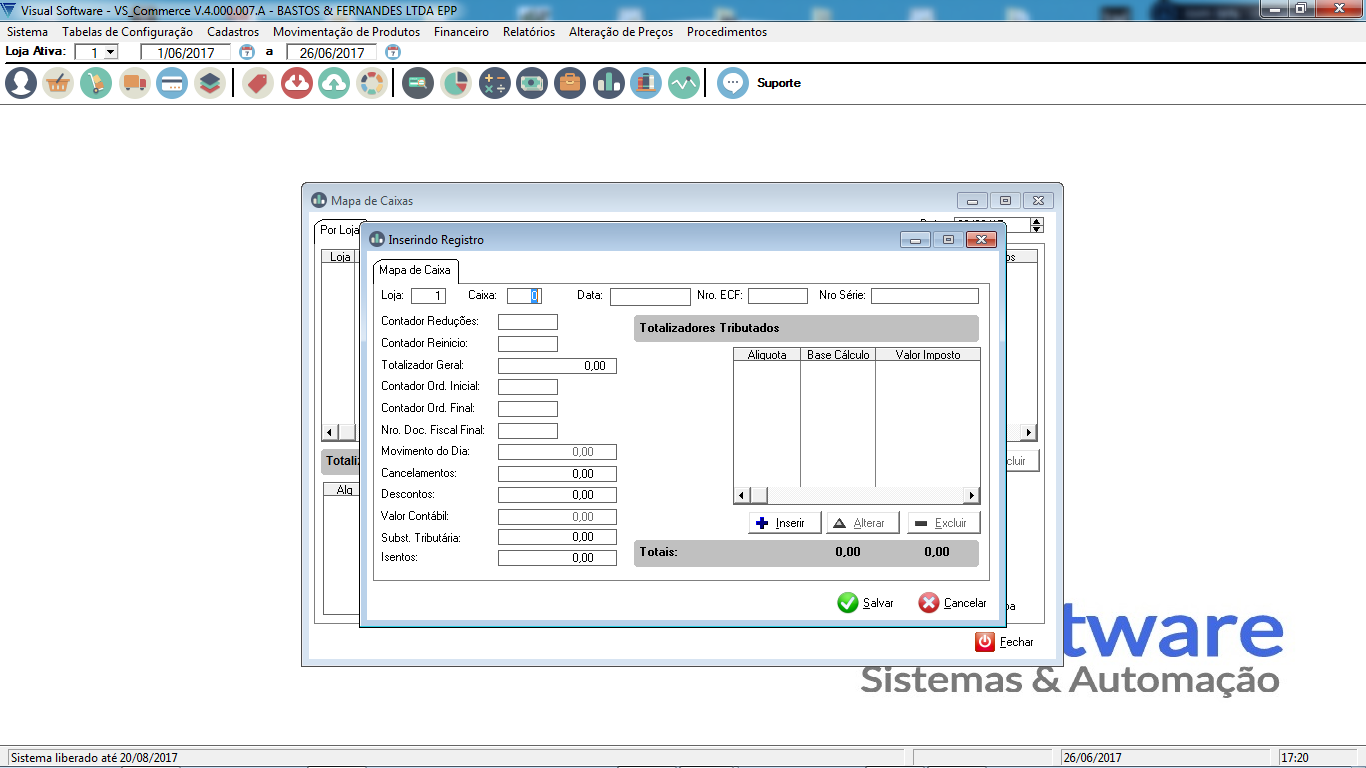 Visual Software - VS_Commerce V.4.000.007.A - BASTOS & FERNANDES LTDA EPP
Sistema Tabelas de Configuração Cadastros Movimentação de Produtos Financeiro Relatórios Alteração de Preços Procedimentos
Loja Ativa: 1 1/06/2017 a 26/06/2017
Suporte
Mapa de Caixas
Por Loja
Loja
Inserindo Registro
Mapa de Caixa
Loja: 1 Caixa: 0 Data: Nro. ECF: Nro Série:
Contador Reduções:
Totalizadores Tributados
Contador Reinicio:
Aliquota Base Cálculo Valor Imposto
Totalizador Geral: 0,00
Contador Ord. Inicial:
Contador Ord. Final:
Nro. Doc. Fiscal Final:
Movimento do Dia: 0,00
Cancelamentos: 0,00
Descontos: 0,00
Valor Contábil: 0,00
Subst. Tributária: 0,00
Isentos: 0,00
Inserir Alterar Excluir
Totais: 0,00 0,00
Salvar Cancelar
Totaliz
cluir
Alq
Fechar
tware
Sistemas & Automação
Sistema liberado até 20/08/2017 26/06/2017 17:20